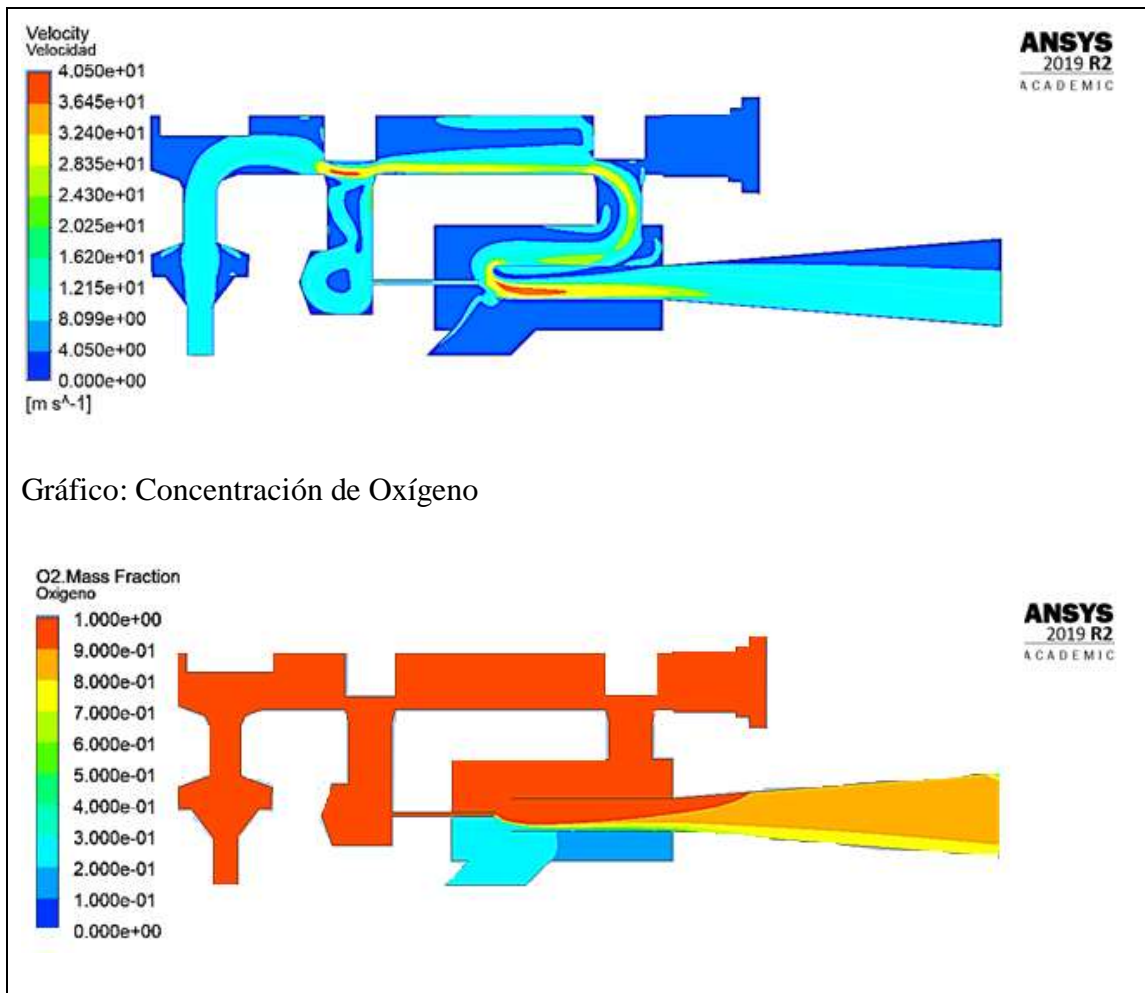 Velocity
Velocidad
4.050e+01
3.645e+01
3.240e+01
2.835e+01
2.430e+01
2.025e+01
1.620e+01
1.215e+01
8.099e+00
4.050e+00
0.000e+00
[m s^-1]
ANSYS
2019 R2
ACADEMIC
Gráfico: Concentración de Oxígeno
O2.Mass Fraction
Oxigeno
1.000e+00
9.000e-01
8.000e-01
7.000e-01
6.000e-01
5.000e-01
4.000e-01
3.000e-01
2.000e-01
1.000e-01
0.000e+00
ANSYS
2019 R2
ACADEMIC